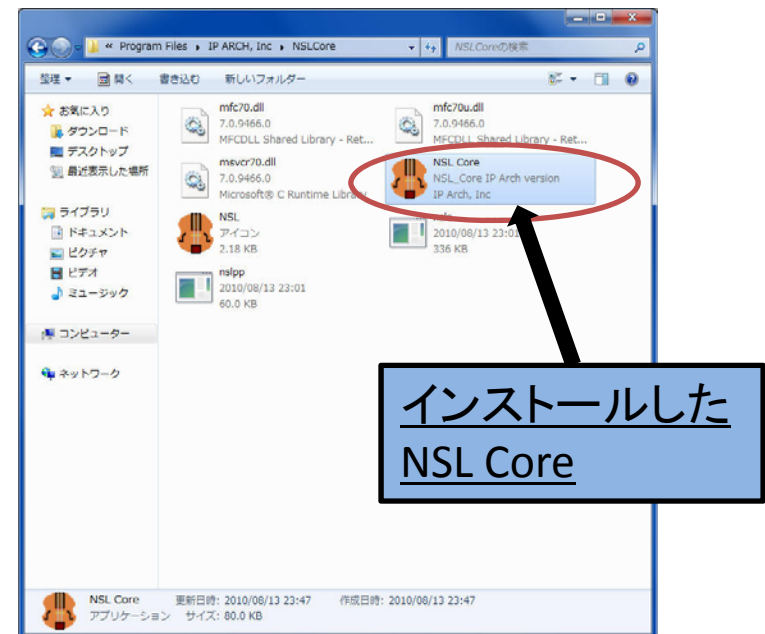 « Program Files ▸ IP ARCH, Inc ▸ NSLCore
NSLCoreの検索
整理 開く 書き込む 新しいフォルダー
お気に入り
ダウンロード
デスクトップ
最近表示した場所
ライブラリ
ドキュメント
ピクチャ
ビデオ
ミュージック
コンピューター
ネットワーク
mfc70.dll
7.0.9466.0
MFCDLL Shared Library - Ret...
mfc70u.dll
7.0.9466.0
MFCDLL Shared Library - Ret...
msvcr70.dll
7.0.9466.0
Microsoft® C Runtime Library
NSL Core
NSL_Core IP Arch version
IP Arch, Inc
NSL
アイコン
2.18 KB
2010/08/13 23:01
336 KB
nslpp
2010/08/13 23:01
60.0 KB
インストールした
NSL Core
NSL Core 更新日時: 2010/08/13 23:47 作成日時: 2010/08/13 23:47
アプリケーション サイズ: 80.0 KB